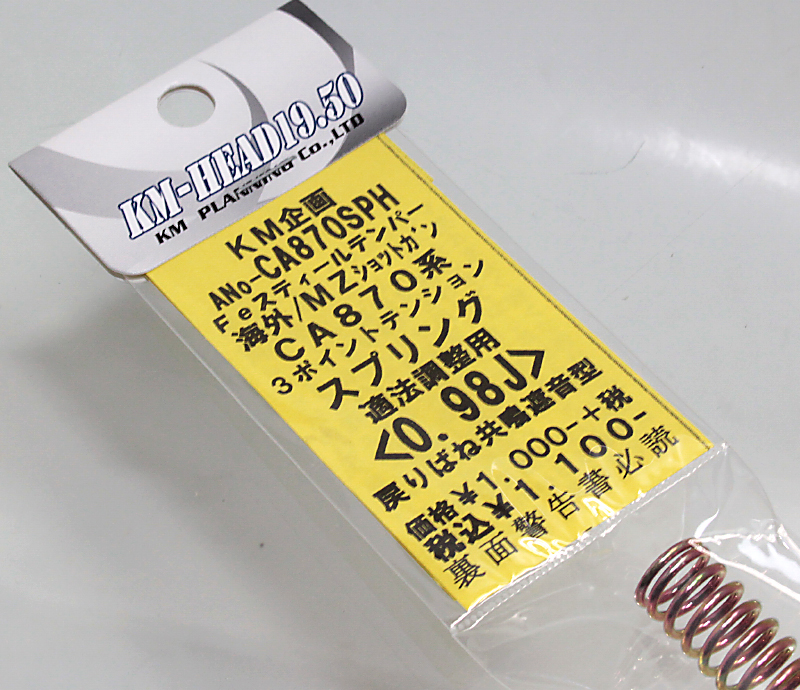 KM-HEAD19.50
KM PLANNING Co.,LTD
KM企画
ANo-CA870SPH
Feスティールテンパー
海外/MZショットガン
CA870系
3ポイントテンション
スプリング
適法調整用
<0.98J>
戻りばね共鳴遮音型
価格¥1.000-+税
税込¥1.100-
裏面警告書必読